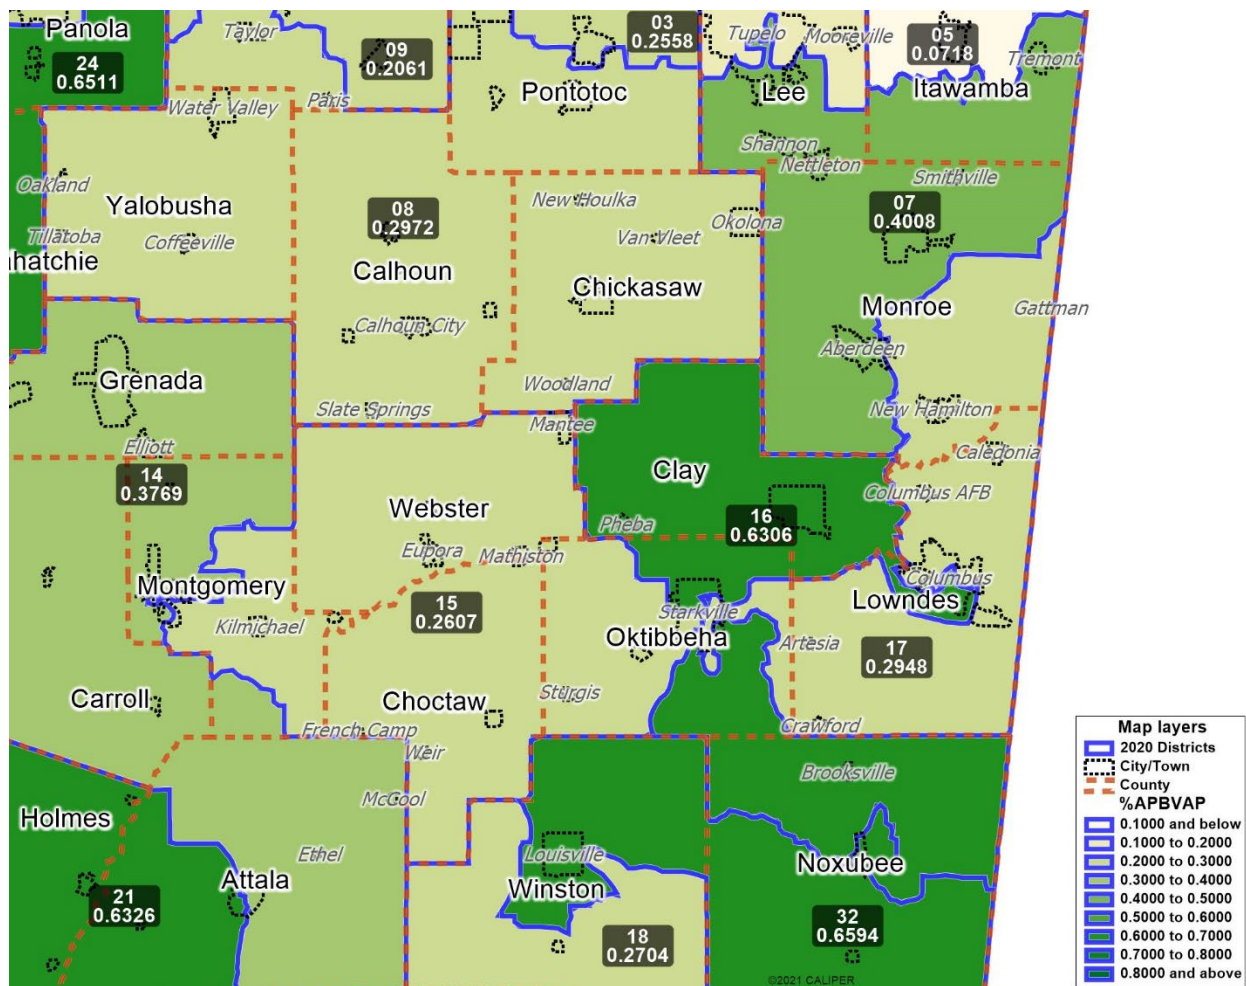 Panola
Taylor
09
0.2061
03
0.2558
Tupelo
Mooreville
05
0.0718
Tremont
24
0.6511
Water Valley
Paris
Pontotoc
Lee
Itawamba
Shannon
Nettleton
Smithville
Oakland
Yalobusha
08
0.2972
New Houlka
Okolona
07
0.4008
Tillatoba
Coffeeville
Van Vleet
hatchie
Calhoun
Chickasaw
Monroe
Gattman
Calhoun City
Aberdeen
Grenada
Woodland
Slate Springs
Mantee
New Hamilton
Elliott
Caledonia
14
0.3769
Clay
Columbus AFB
Webster
16
0.6306
Pheba
Eupora
Mathiston
Montgomery
Columbus
15
0.2607
Starkville
Lowndes
Kilmichael
Oktibbeha
Artesia
17
0.2948
Carroll
Choctaw
Sturgis
French Camp
Crawford
Weir
Brooksville
McCool
Holmes
Ethel
Louisville
Noxubee
Attala
Winston
21
0.6326
32
0.6594
18
0.2704
©2021 CALIPER
Map layers
2020 Districts
City/Town
County
%APBVAP
0.1000 and below
0.1000 to 0.2000
0.2000 to 0.3000
0.3000 to 0.4000
0.4000 to 0.5000
0.5000 to 0.6000
0.6000 to 0.7000
0.7000 to 0.8000
0.8000 and above